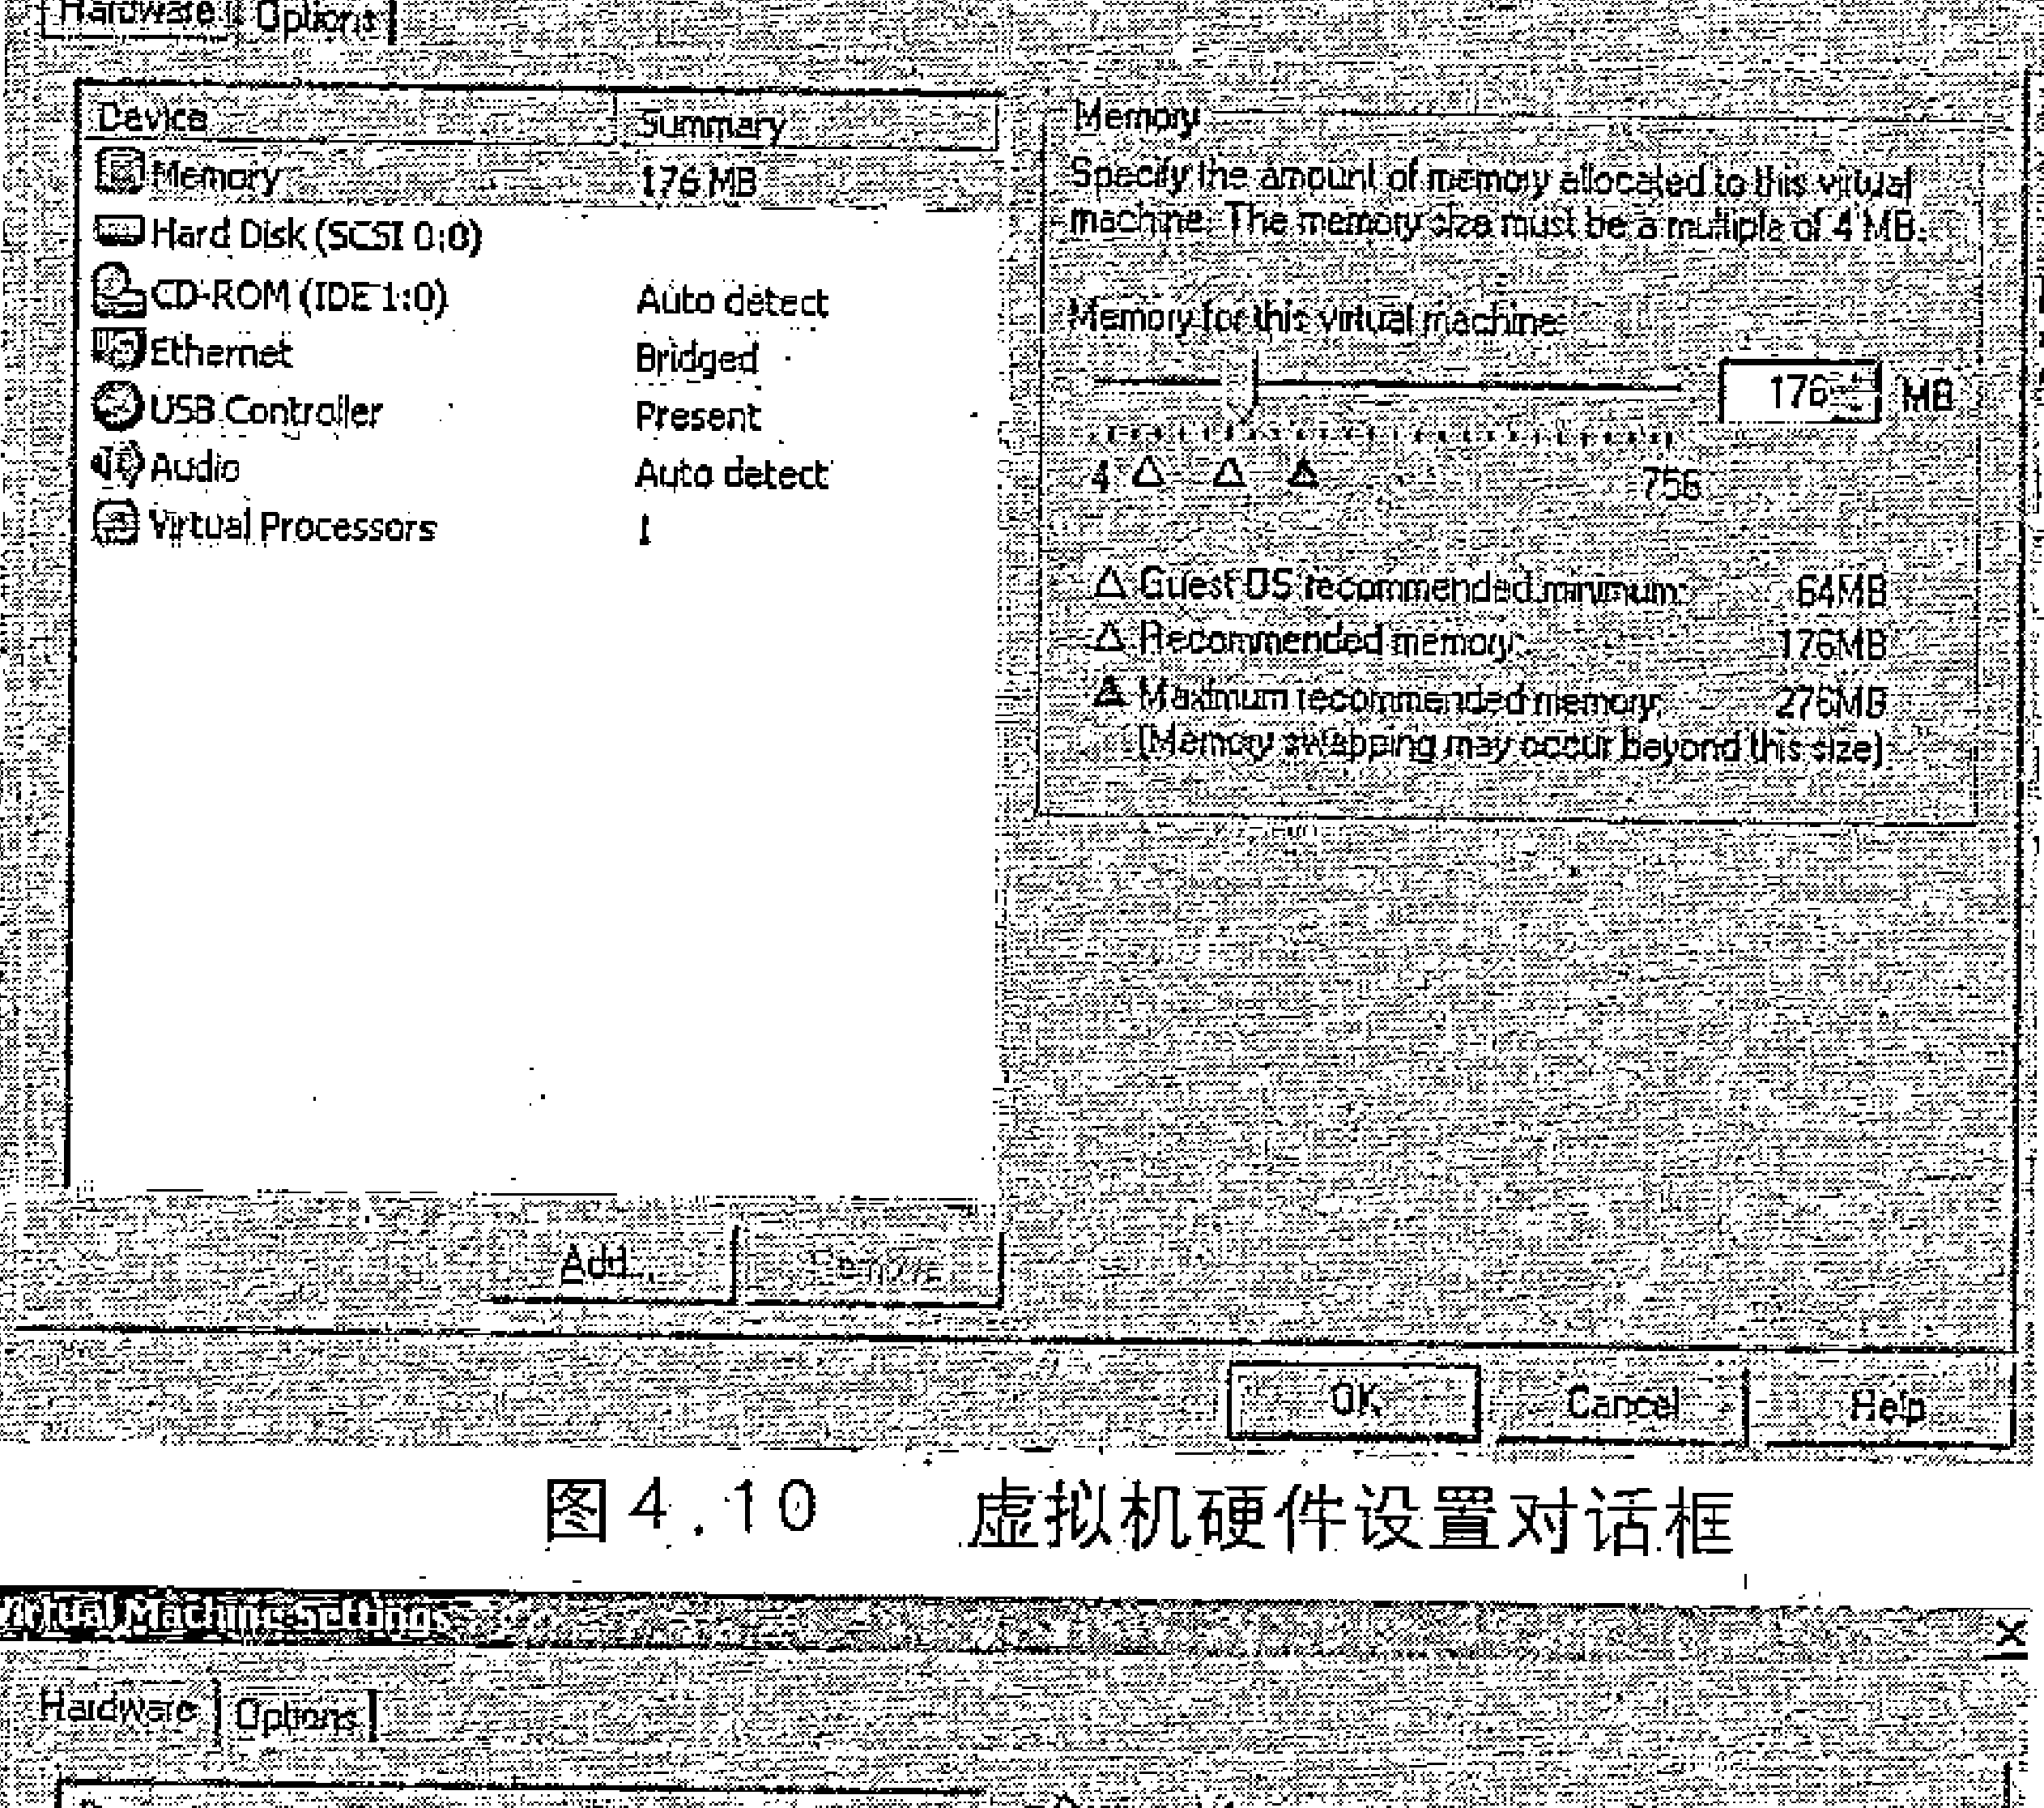 Hardware Options
Device Summary
Memory 176 MB
Hard Disk (SCSI 0:0)
CD-ROM (IDE 1:0) Auto detect
Ethernet Bridged
USB Controller Present
Audio Auto detect
Virtual Processors 1
Add...
Memory
Specify the amount of memory allocated to this virtual
machine. The memory size must be a multiple of 4 MB.
Memory for this virtual machine:
176 MB
4
Guest OS recommended minimum: 64MB
Recommended memory: 176MB
Maximum recommended memory: 276MB
(Memory swapping may occur beyond this size)
OK Cancel Help
图4.10 虚拟机硬件设置对话框
Virtual Machine Settings
Hardware Options